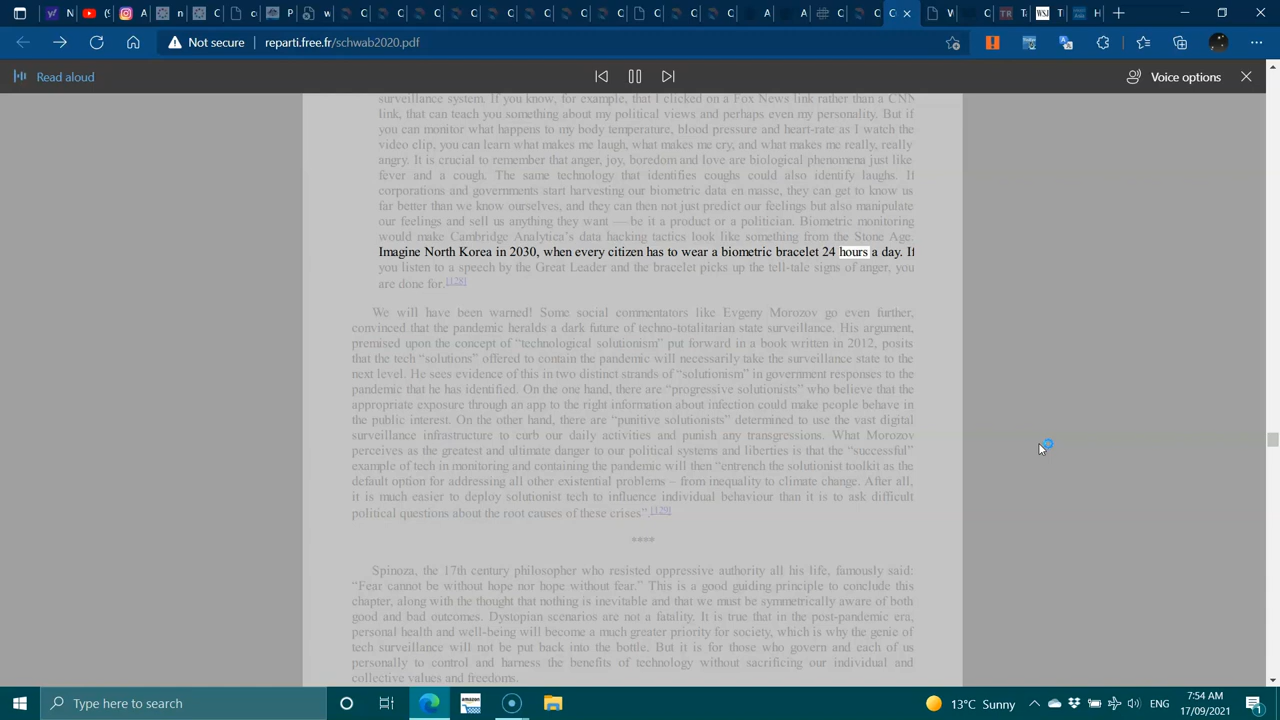 Not secure
reparti.free.fr/schwab2020.pdf
Read aloud
Voice options
surveillance system. If you know, for example, that I clicked on a Fox News link rather than a CNN
link, that can teach you something about my political views and perhaps even my personality. But if
you can monitor what happens to my body temperature, blood pressure and heart-rate as I watch the
video clip, you can learn what makes me laugh, what makes me cry, and what makes me really, really
angry. It is crucial to remember that anger, joy, boredom and love are biological phenomena just like
fever and a cough. The same technology that identifies coughs could also identify laughs. If
corporations and governments start harvesting our biometric data en masse, they can get to know us
far better than we know ourselves, and they can then not just predict our feelings but also manipulate
our feelings and sell us anything they want — be it a product or a politician. Biometric monitoring
would make Cambridge Analytica's data hacking tactics look like something from the Stone Age.
Imagine North Korea in 2030, when every citizen has to wear a biometric bracelet 24 hours a day. If
you listen to a speech by the Great Leader and the bracelet picks up the tell-tale signs of anger, you
are done for.[128]
We will have been warned! Some social commentators like Evgeny Morozov go even further,
convinced that the pandemic heralds a dark future of techno-totalitarian state surveillance. His argument,
premised upon the concept of “technological solutionism” put forward in a book written in 2012, posits
that the tech “solutions” offered to contain the pandemic will necessarily take the surveillance state to the
next level. He sees evidence of this in two distinct strands of “solutionism” in government responses to the
pandemic that he has identified. On the one hand, there are “progressive solutionists” who believe that the
appropriate exposure through an app to the right information about infection could make people behave in
the public interest. On the other hand, there are “punitive solutionists” determined to use the vast digital
surveillance infrastructure to curb our daily activities and punish any transgressions. What Morozov
perceives as the greatest and ultimate danger to our political systems and liberties is that the “successful”
example of tech in monitoring and containing the pandemic will then “entrench the solutionist toolkit as the
default option for addressing all other existential problems – from inequality to climate change. After all,
it is much easier to deploy solutionist tech to influence individual behaviour than it is to ask difficult
political questions about the root causes of these crises”.[129]
****
Spinoza, the 17th century philosopher who resisted oppressive authority all his life, famously said:
“Fear cannot be without hope nor hope without fear.” This is a good guiding principle to conclude this
chapter, along with the thought that nothing is inevitable and that we must be symmetrically aware of both
good and bad outcomes. Dystopian scenarios are not a fatality. It is true that in the post-pandemic era,
personal health and well-being will become a much greater priority for society, which is why the genie of
tech surveillance will not be put back into the bottle. But it is for those who govern and each of us
personally to control and harness the benefits of technology without sacrificing our individual and
collective values and freedoms.
Type here to search
amazon
13°C Sunny
ENG
7:54 AM
17/09/2021